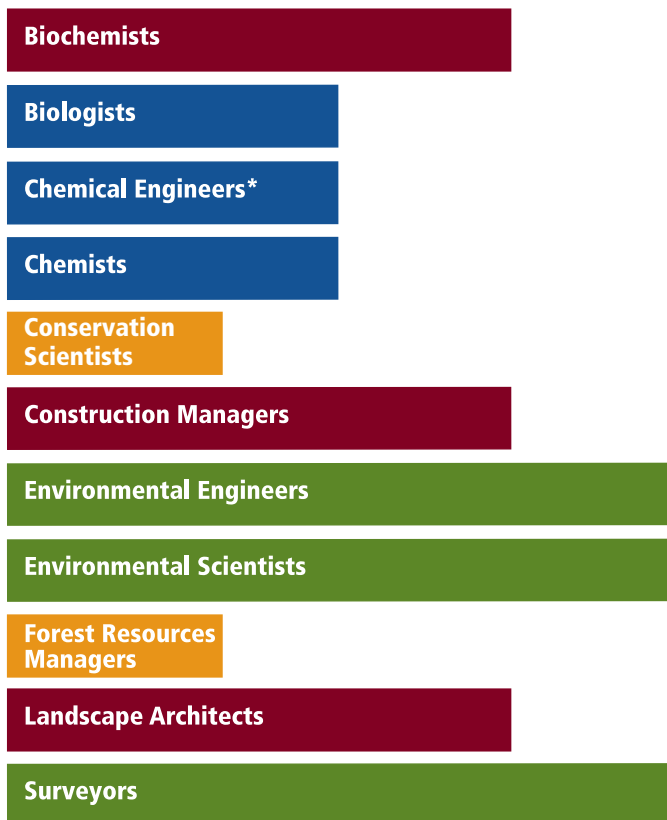 Biochemists
Biologists
Chemical Engineers*
Chemists
Conservation
Scientists
Construction Managers
Environmental Engineers
Environmental Scientists
Forest Resources
Managers
Landscape Architects
Surveyors